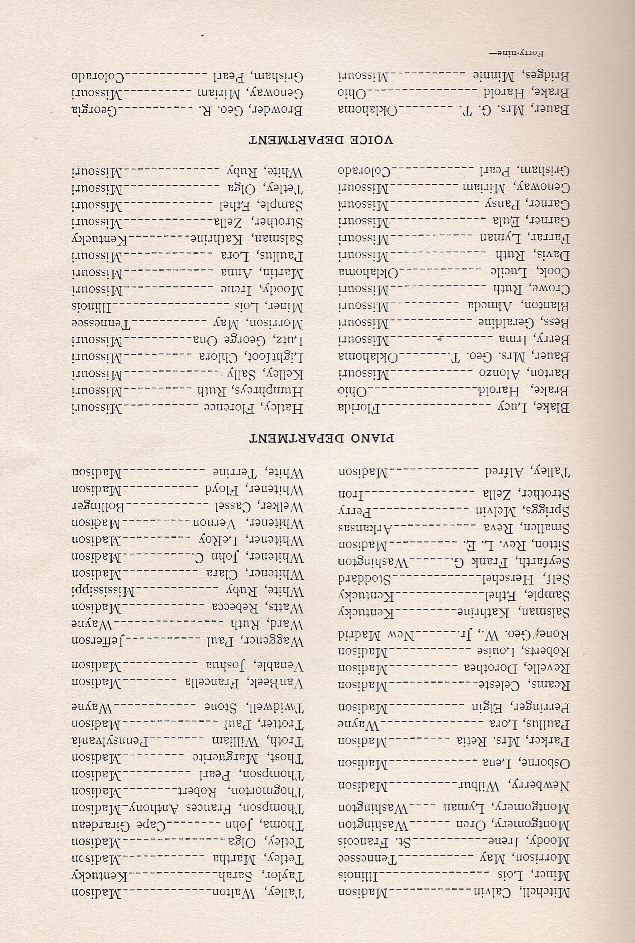 Mitchell, Calvin ---------- Madison
Miner, Lois ---------- Illinois
Morrison, May ---------- Tennessee
Moody, Irene ---------- St. Francois
Montgomery, Oren ---- Washington
Montgomery, Lyman ---- Washington
Newberry, Wilbur ---------- Madison
Osborne, Lena ---------- Madison
Parker, Mrs. Retia ---------- Madison
Paullus, Lora ---------- Wayne
Perringer, Elgin ---------- Madison
Reams, Celeste ---------- Madison
Revelle, Dorothea ---------- Madison
Roberts, Louise ---------- Madison
Rone, Geo. W., Jr. ------ New Madrid
Salsman, Kathrine ---------- Kentucky
Sample, Ethel ---------- Kentucky
Self, Herschel ---------- Stoddard
Seyfarth, Frank G. ------ Washington
Sitton, Rev. L. E. ---------- Madison
Smallen, Reva ---------- Arkansas
Spriggs, Melvin ---------- Perry
Strother, Zella ---------- Iron
Talley, Alfred ---------- Madison
Talley, Walton ---------- Madison
Taylor, Sarah ---------- Kentucky
Tetley, Martha ---------- Madison
Tetley, Olga ---------- Madison
Thoma, John ------ Cape Girardeau
Thompson, Frances Anthony - Madison
Thogmorton, Robert ---------- Madison
Thompson, Pearl ---------- Madison
Thost, Marguerite ---------- Madison
Troth, William ------ Pennsylvania
Trotter, Paul ---------- Madison
Twidwell, Stone ---------- Wayne
VanBeek, Francella ---------- Madison
Venable, Joshua ---------- Madison
Waggener, Paul ---------- Jefferson
Ward, Ruth ---------- Wayne
Watts, Rebecca ---------- Madison
White, Ruby ---------- Mississippi
Whitener, Clara ---------- Madison
Whitener, John C. ---------- Madison
Whitener, LeRoy ---------- Madison
Whitener, Vernon ---------- Madison
Welker, Cassel ---------- Bollinger
Whitener, Floyd ---------- Madison
White, Terrine ---------- Madison
PIANO DEPARTMENT
Blake, Lucy ---------- Florida
Brake, Harold ---------- Ohio
Barton, Alonzo ---------- Missouri
Bauer, Mrs. Geo. T. ------ Oklahoma
Berry, Irma ---------- Missouri
Bess, Geraldine ---------- Missouri
Blanton, Almeda ---------- Missouri
Crowe, Ruth ---------- Missouri
Cook, Lucile ---------- Oklahoma
Davis, Ruth ---------- Missouri
Farrar, Lyman ---------- Missouri
Garner, Eula ---------- Missouri
Garner, Pansy ---------- Missouri
Genoway, Miriam ---------- Missouri
Grisham, Pearl ---------- Colorado
Hatley, Florence ---------- Missouri
Humphreys, Ruth ---------- Missouri
Kelley, Sally ---------- Missouri
Lightfoot, Chlora ---------- Missouri
Lutz, George Ona ---------- Missouri
Morrison, May ---------- Tennessee
Miner, Lois ---------- Illinois
Moody, Irene ---------- Missouri
Martin, Anna ---------- Missouri
Paullus, Lora ---------- Missouri
Salsman, Kathrine ---------- Kentucky
Strother, Zella ---------- Missouri
Sample, Ethel ---------- Missouri
Tetley, Olga ---------- Missouri
White, Ruby ---------- Missouri
VOICE DEPARTMENT
Bauer, Mrs. G. T. ------ Oklahoma
Brake, Harold ---------- Ohio
Bridges, Minnie ---------- Missouri
Browder, Geo. R. ---------- Georgia
Genoway, Miriam ---------- Missouri
Grisham, Pearl ---------- Colorado
Forty-nine—